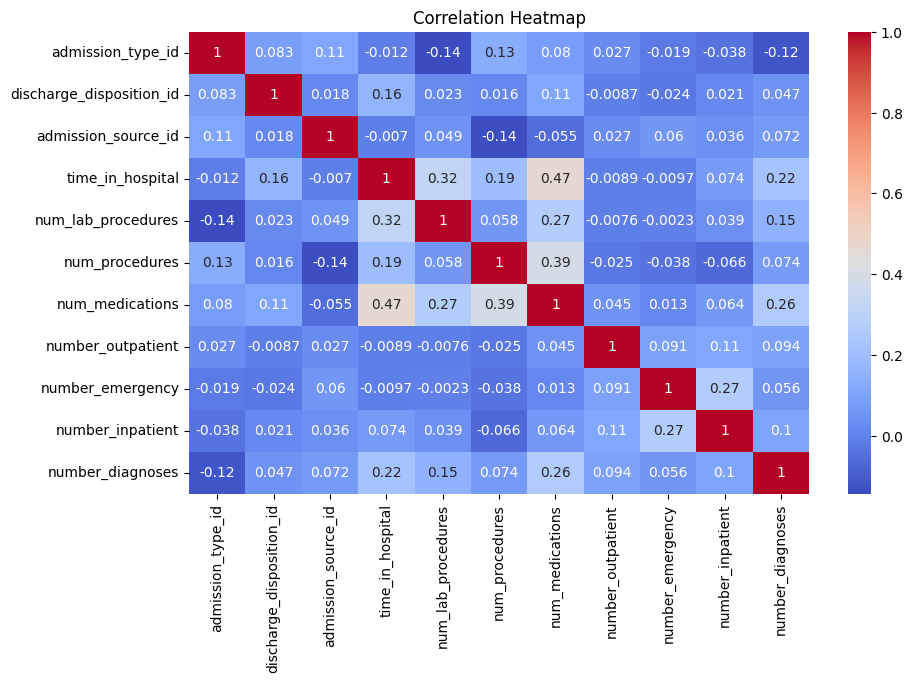 Correlation Heatmap
admission_type_id 1 0.083 0.11 -0.012 -0.14 0.13 0.08 0.027 -0.019 -0.038 -0.12
discharge_disposition_id 0.083 1 0.018 0.16 0.023 0.016 0.11 -0.0087 -0.024 0.021 0.047
admission_source_id 0.11 0.018 1 -0.007 0.049 -0.14 -0.055 0.027 0.06 0.036 0.072
time_in_hospital -0.012 0.16 -0.007 1 0.32 0.19 0.47 -0.0089 -0.0097 0.074 0.22
num_lab_procedures -0.14 0.023 0.049 0.32 1 0.058 0.27 -0.0076 -0.0023 0.039 0.15
num_procedures 0.13 0.016 -0.14 0.19 0.058 1 0.39 -0.025 -0.038 -0.066 0.074
num_medications 0.08 0.11 -0.055 0.47 0.27 0.39 1 0.045 0.013 0.064 0.26
number_outpatient 0.027 -0.0087 0.027 -0.0089 -0.0076 -0.025 0.045 1 0.091 0.11 0.094
number_emergency -0.019 -0.024 0.06 -0.0097 -0.0023 -0.038 0.013 0.091 1 0.27 0.056
number_inpatient -0.038 0.021 0.036 0.074 0.039 -0.066 0.064 0.11 0.27 1 0.1
number_diagnoses -0.12 0.047 0.072 0.22 0.15 0.074 0.26 0.094 0.056 0.1 1
admission_type_id
discharge_disposition_id
admission_source_id
time_in_hospital
num_lab_procedures
num_procedures
num_medications
number_outpatient
number_emergency
number_inpatient
number_diagnoses
1.0
0.8
0.6
0.4
0.2
0.0